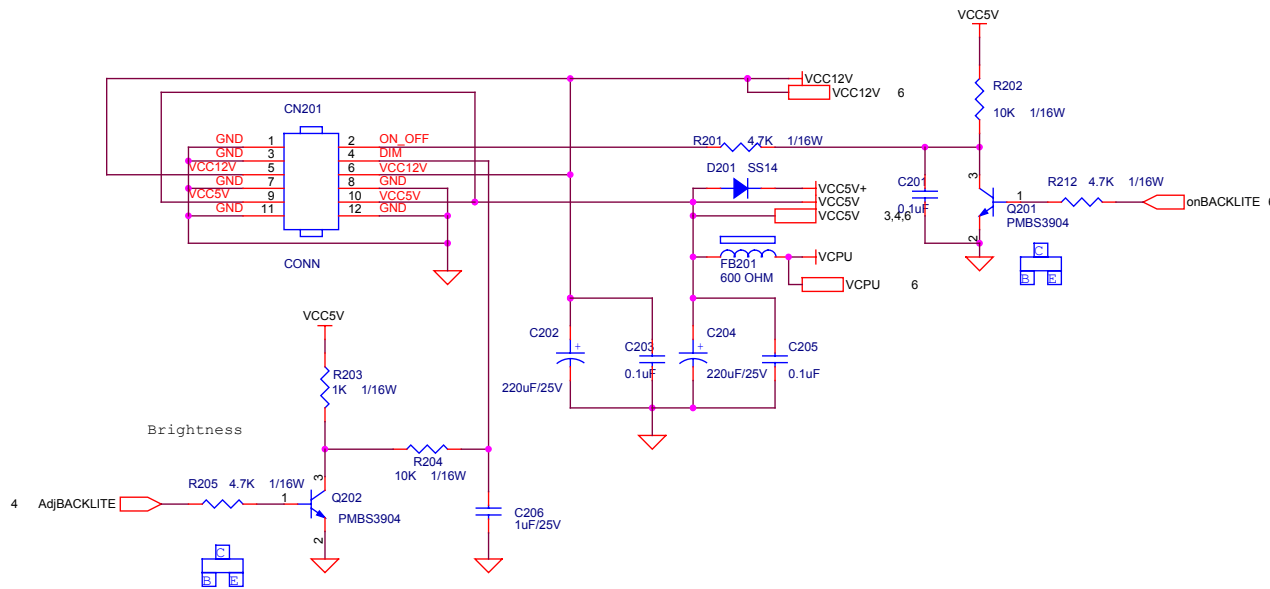 VCC5V
VCC12V
VCC12V 6
R202
10K 1/16W
CN201
GND 1 2 ON_OFF
GND 3 4 DIM
VCC12V 5 6 VCC12V
GND 7 8 GND
VCC5V 9 10 VCC5V
GND 11 12 GND
CONN
R201 4.7K 1/16W
D201 SS14
VCC5V+
VCC5V
VCC5V 3,4,6
C201
0.1uF
3
1
2
Q201
PMBS3904
R212 4.7K 1/16W
onBACKLITE
C
B E
FB201
600 OHM
VCPU
VCPU 6
VCC5V
R203
1K 1/16W
C202
+
220uF/25V
C203
0.1uF
C204
+
220uF/25V
C205
0.1uF
Brightness
R204
10K 1/16W
4 AdjBACKLITE
R205 4.7K 1/16W
3
1
2
Q202
PMBS3904
C206
1uF/25V
C
B E